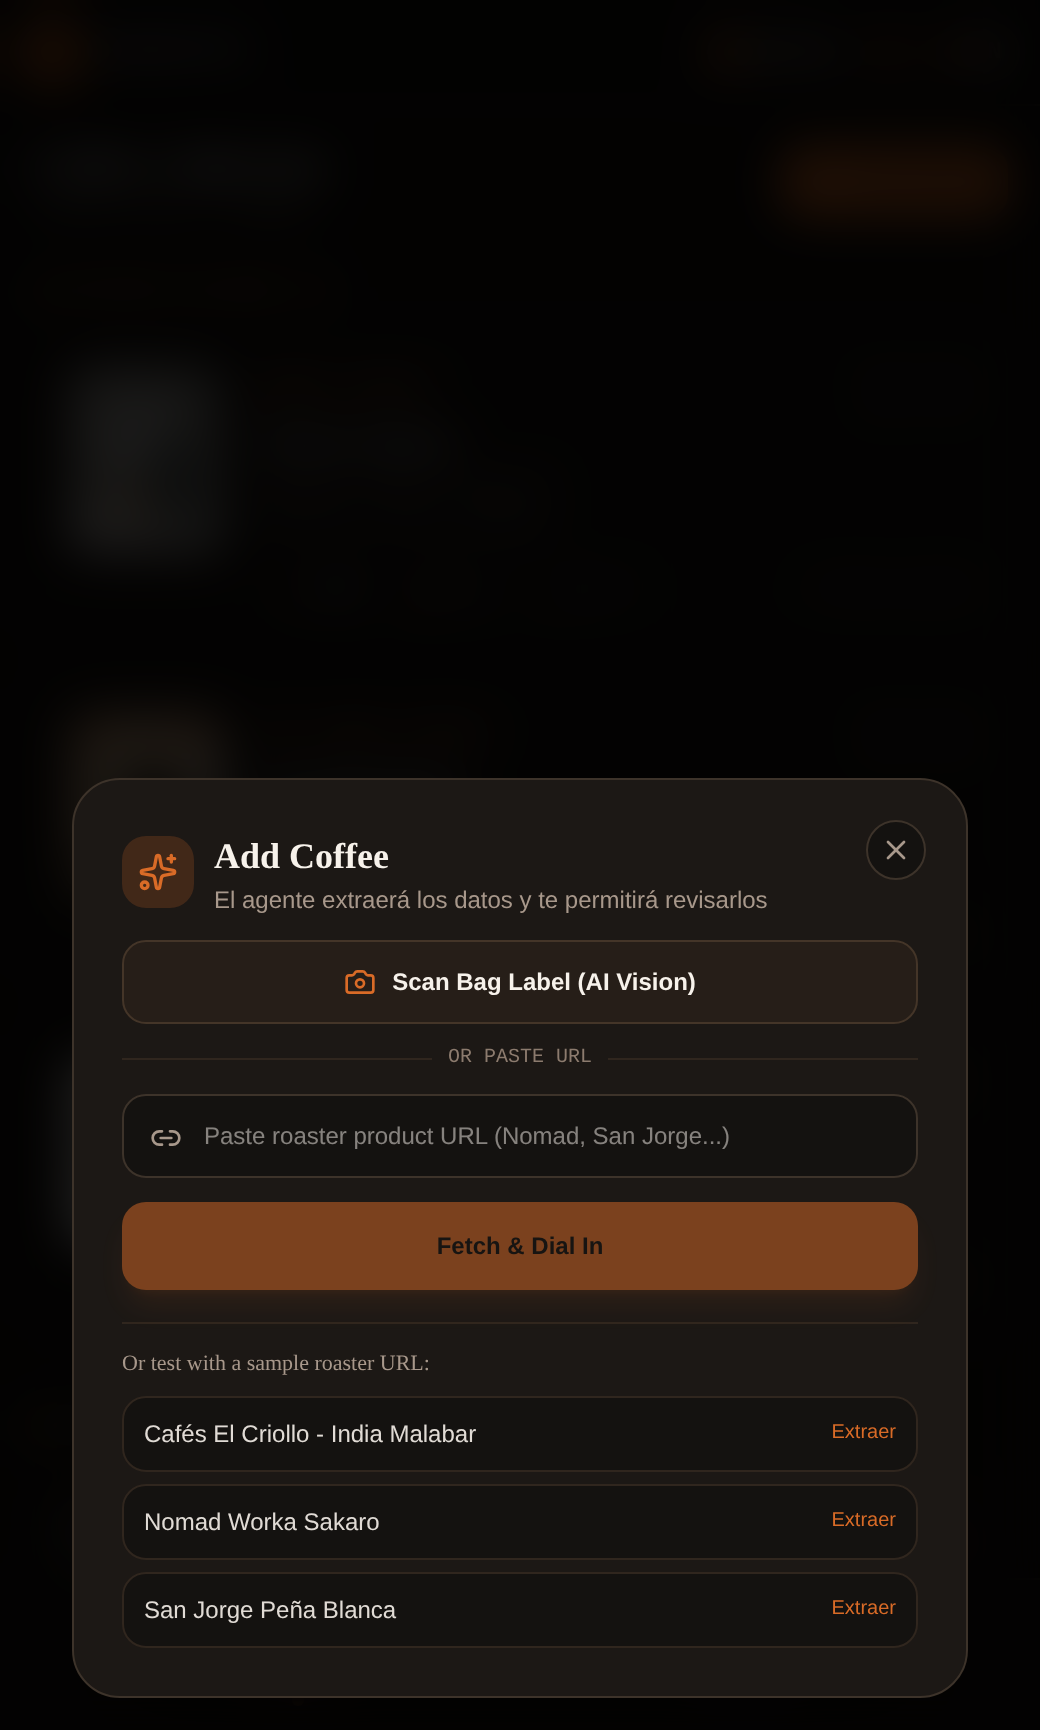 Add Coffee
El agente extraerá los datos y te permitirá revisarlos
Scan Bag Label (AI Vision)
OR PASTE URL
Paste roaster product URL (Nomad, San Jorge...)
Fetch & Dial In
Or test with a sample roaster URL:
Cafés El Criollo - India Malabar Extraer
Nomad Worka Sakaro Extraer
San Jorge Peña Blanca Extraer